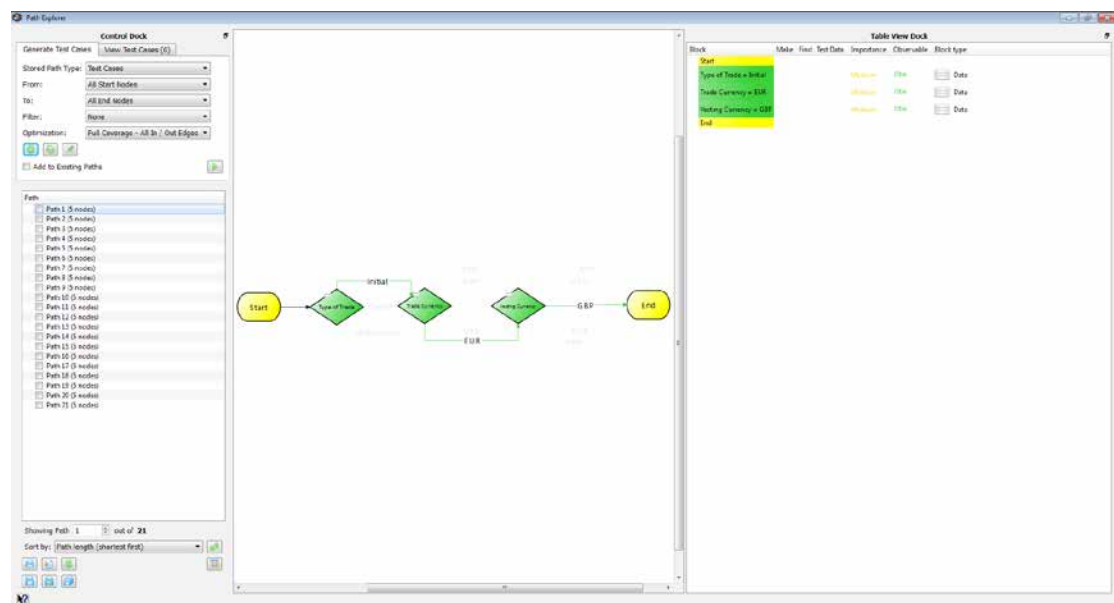 Path Explorer
Control Dock
Generate Test Cases
View Test Cases (0)
Stored Path Type: Test Cases
From: All Start Nodes
To: All End Nodes
Filter: None
Optimization: Full Coverage - All In / Out Edges
Add to Existing Paths
Path
Path 1 (5 nodes)
Path 2 (5 nodes)
Path 3 (5 nodes)
Path 4 (5 nodes)
Path 5 (5 nodes)
Path 6 (5 nodes)
Path 7 (5 nodes)
Path 8 (5 nodes)
Path 9 (5 nodes)
Path 10 (5 nodes)
Path 11 (5 nodes)
Path 12 (5 nodes)
Path 13 (5 nodes)
Path 14 (5 nodes)
Path 15 (5 nodes)
Path 16 (5 nodes)
Path 17 (5 nodes)
Path 18 (5 nodes)
Path 19 (5 nodes)
Path 20 (5 nodes)
Path 21 (5 nodes)
Showing Path 1 out of 21
Sort by: Path length (shortest first)
Start
Type of Trade
Initial
Trade Currency
EUR
Vesting Currency
GBP
End
Table View Dock
Block Make Find Test Data Importance Observable Block type
Start
Type of Trade = Initial Medium Data
Trade Currency = EUR Medium Data
Vesting Currency = GBP Medium Data
End